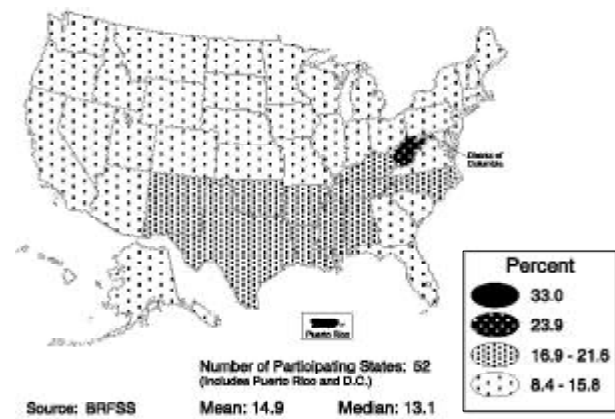 District of
Columbia
Puerto Rico
Percent
33.0
23.9
16.9 - 21.6
8.4 - 15.8
Number of Participating States: 52
(Includes Puerto Rico and D.C.)
Source: BRFSS
Mean: 14.9
Median: 13.1